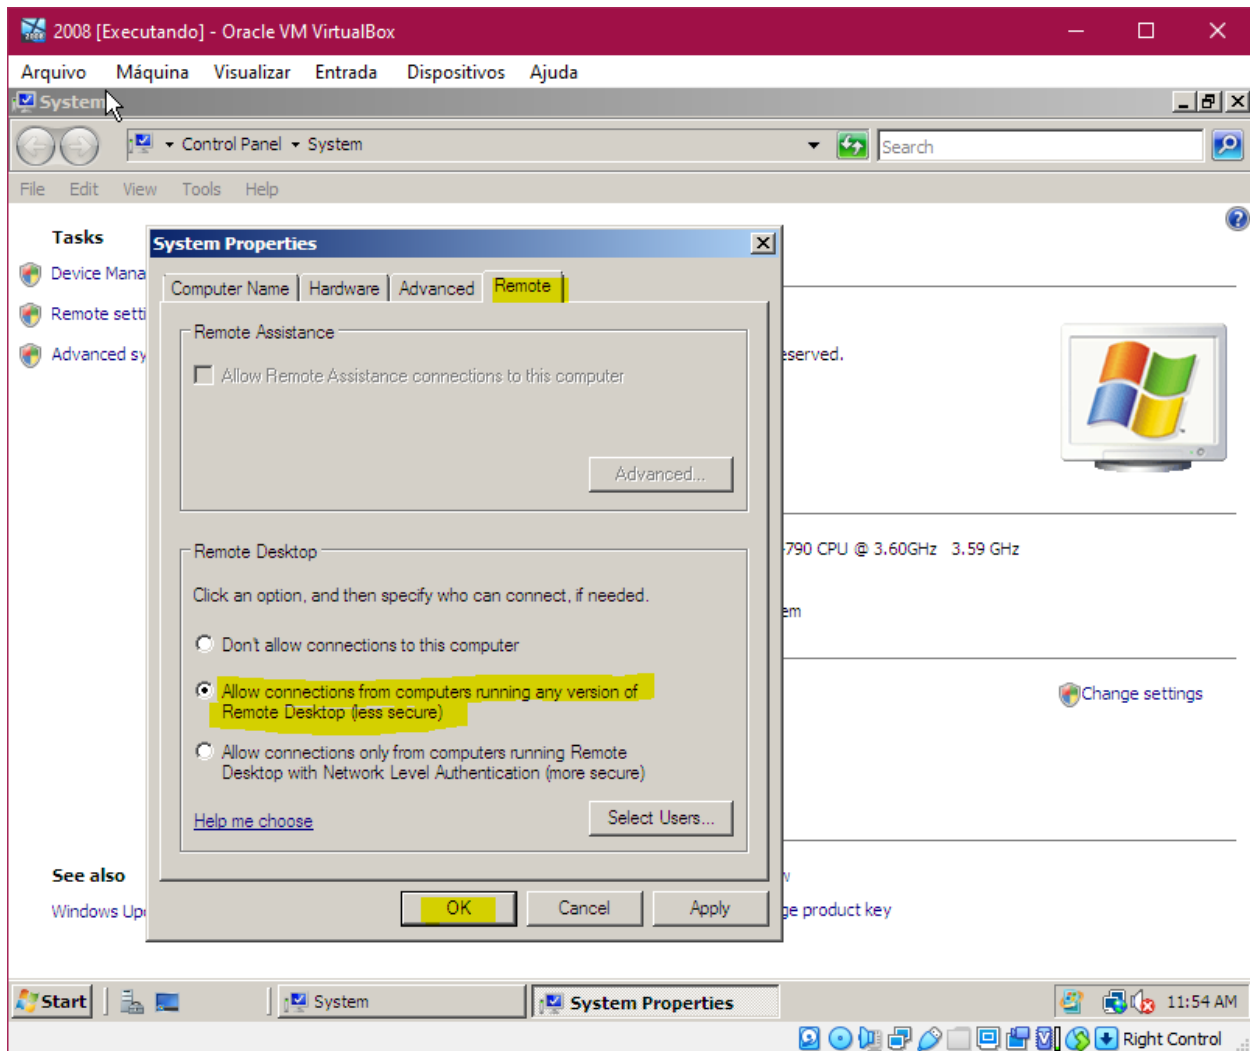 2008 [Executando] - Oracle VM VirtualBox
Arquivo Máquina Visualizar Entrada Dispositivos Ajuda
System
Control Panel System Search
File Edit View Tools Help
Tasks
Device Mana
Remote setti
Advanced sy
System Properties
Computer Name Hardware Advanced Remote
Remote Assistance
Allow Remote Assistance connections to this computer
Advanced...
Remote Desktop
Click an option, and then specify who can connect, if needed.
Don't allow connections to this computer
Allow connections from computers running any version of
Remote Desktop (less secure)
Allow connections only from computers running Remote
Desktop with Network Level Authentication (more secure)
Help me choose Select Users...
OK Cancel Apply
eserved.
-790 CPU @ 3.60GHz 3.59 GHz
em
Change settings
See also
Windows Up
ge product key
Start System System Properties 11:54 AM
Right Control